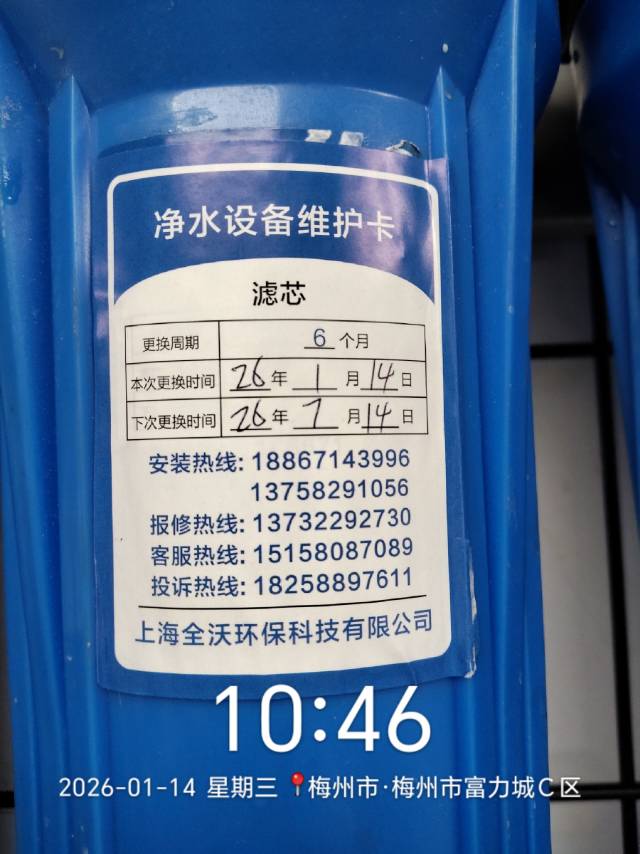 净水设备维护卡
滤芯
更换周期 6 个月
本次更换时间 26 年 1 月 14 日
下次更换时间 26 年 7 月 14 日
安装热线: 18867143996
13758291056
报修热线: 13732292730
客服热线: 15158087089
投诉热线: 18258897611
上海全沃环保科技有限公司
10:46
2026-01-14 星期三 📍梅州市·梅州市富力城C区